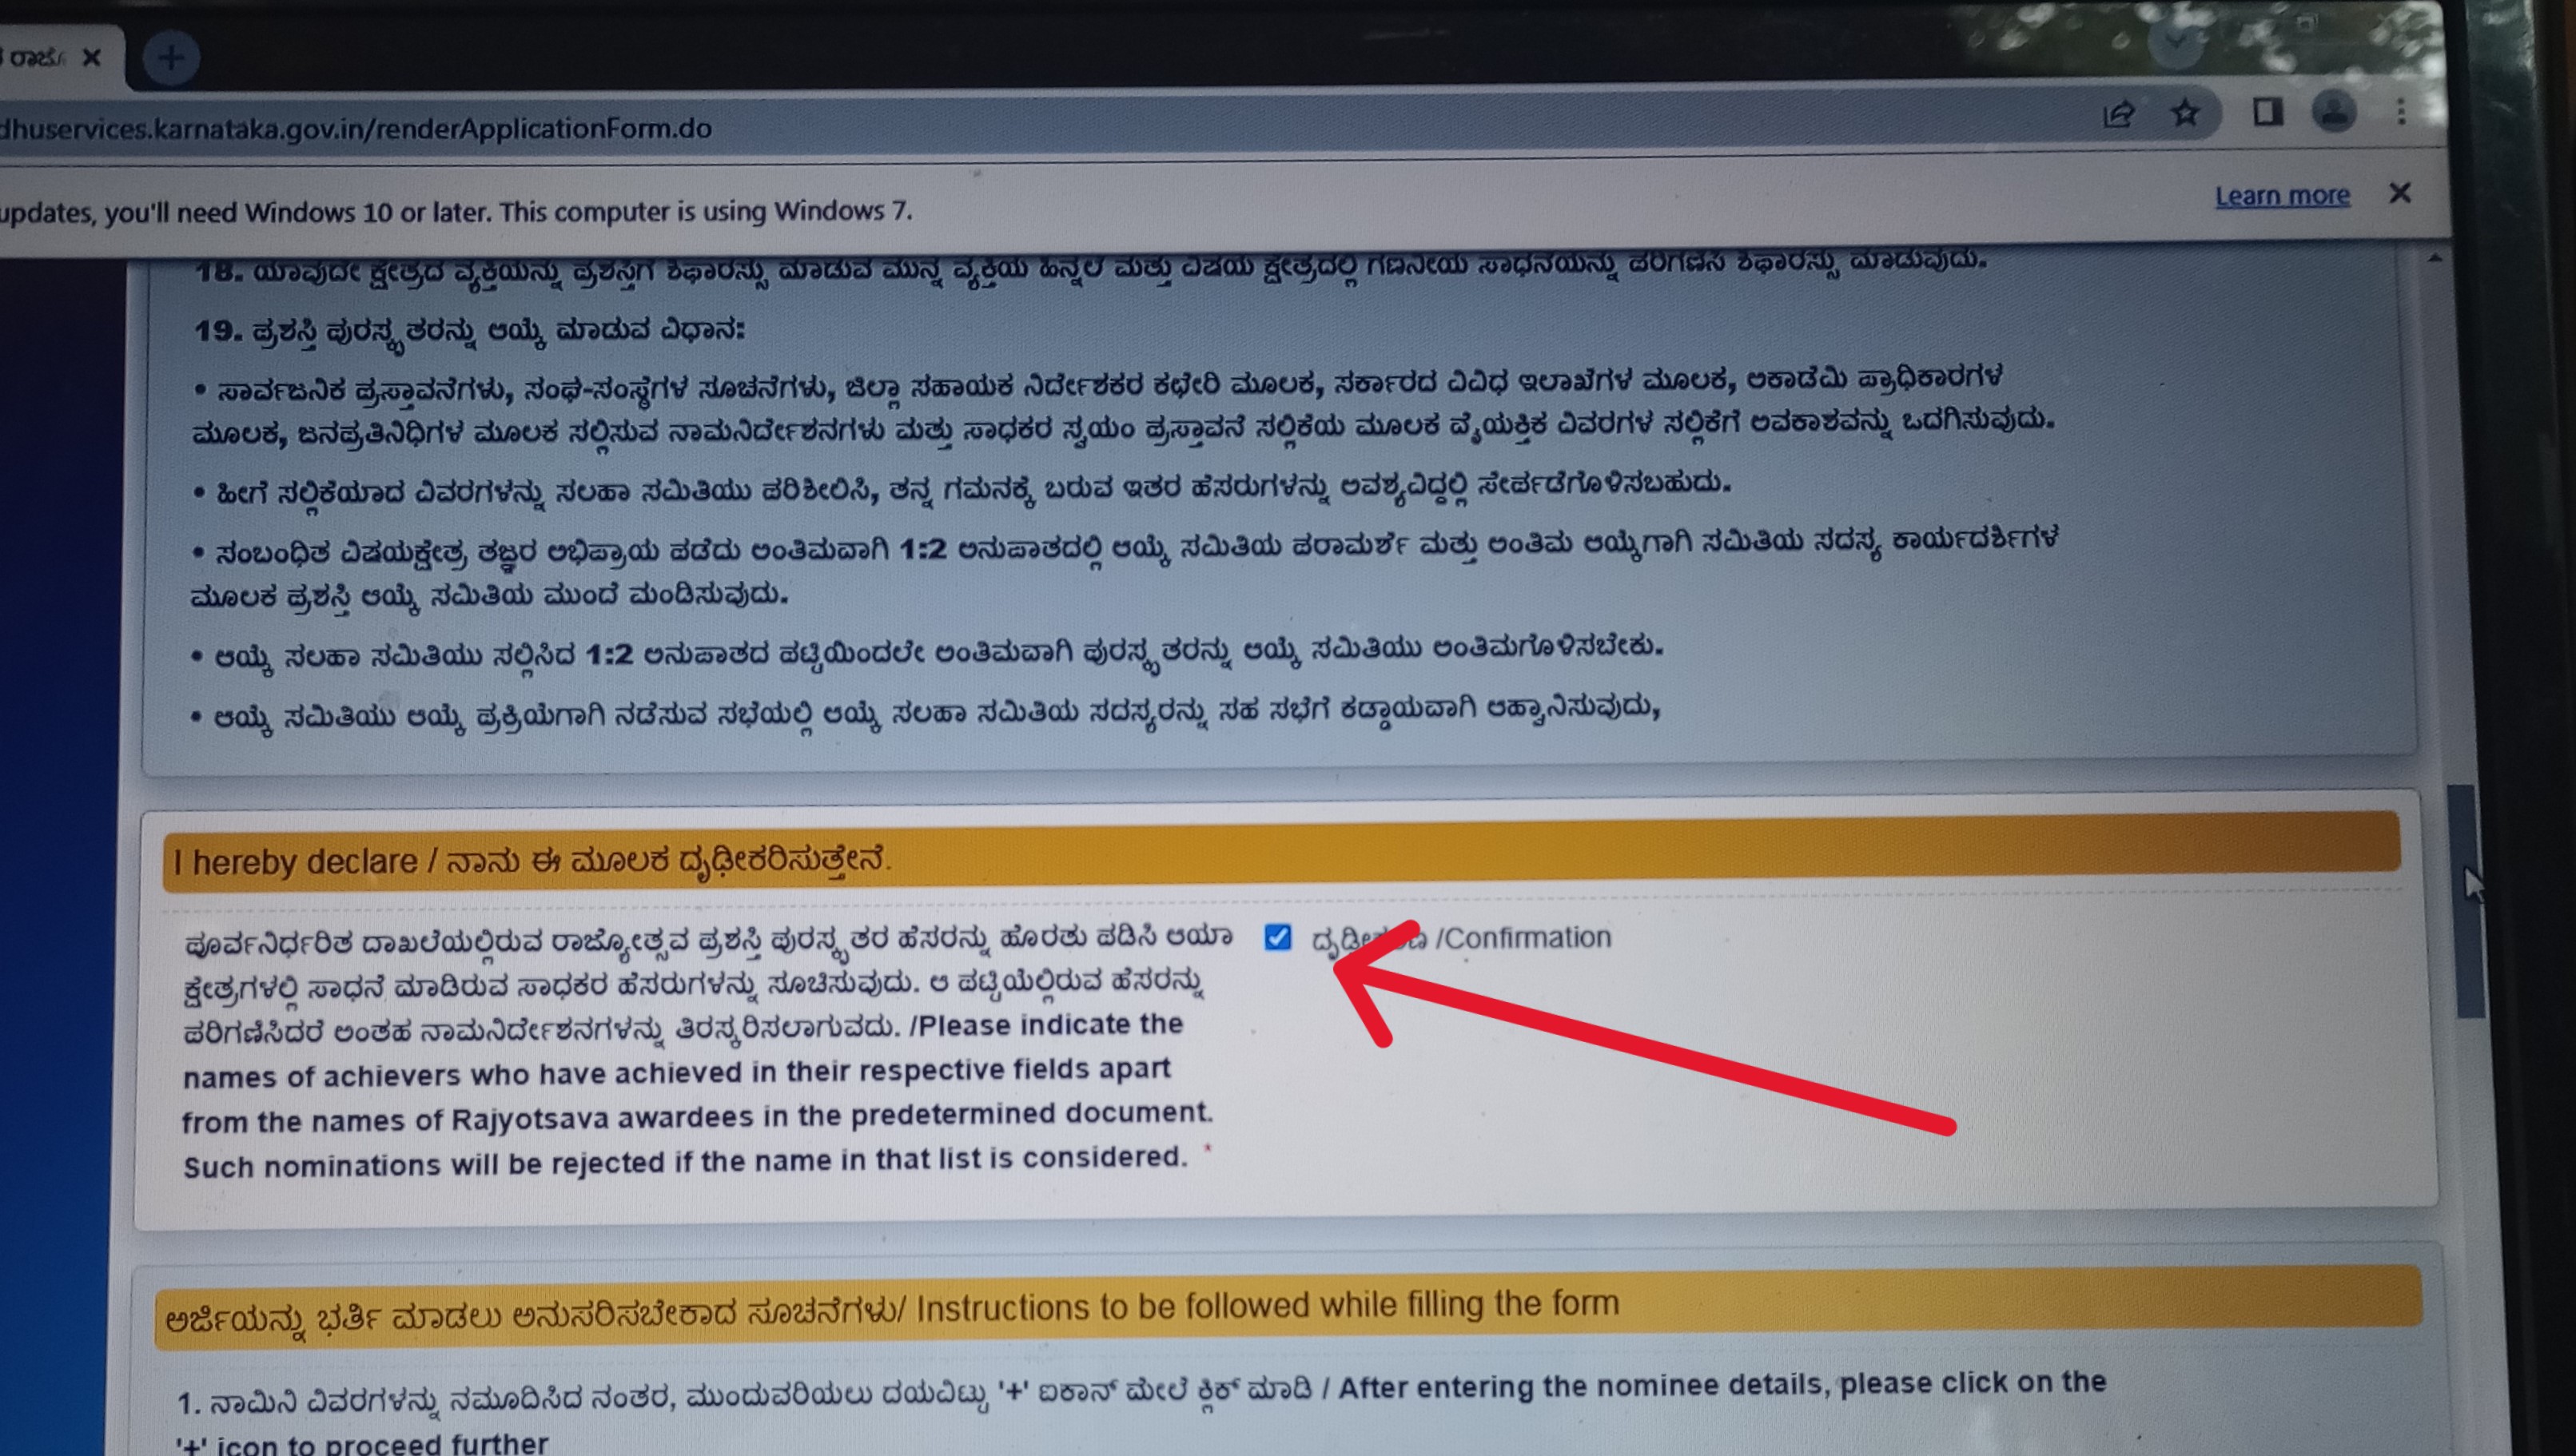 ರಾಜ್ಯೋ
dhuservices.karnataka.gov.in/renderApplicationForm.do
updates, you'll need Windows 10 or later. This computer is using Windows 7.
Learn more
18. ಯಾವುದೇ ಕ್ಷೇತ್ರದ ವ್ಯಕ್ತಿಯನ್ನು ಪ್ರಶಸ್ತಿಗೆ ಶಿಫಾರಸ್ಸು ಮಾಡುವ ಮುನ್ನ ವ್ಯಕ್ತಿಯ ಹಿನ್ನಲೆ ಮತ್ತು ವಿಷಯ ಕ್ಷೇತ್ರದಲ್ಲಿ ಗಣನೀಯ ಸಾಧನೆಯನ್ನು ಪರಿಗಣಿಸಿ ಶಿಫಾರಸ್ಸು ಮಾಡುವುದು.
19. ಪ್ರಶಸ್ತಿ ಪುರಸ್ಕೃತರನ್ನು ಆಯ್ಕೆ ಮಾಡುವ ವಿಧಾನ:
• ಸಾರ್ವಜನಿಕ ಪ್ರಸ್ತಾವನೆಗಳು, ಸಂಘ-ಸಂಸ್ಥೆಗಳ ಸೂಚನೆಗಳು, ಜಿಲ್ಲಾ ಸಹಾಯಕ ನಿರ್ದೇಶಕರ ಕಛೇರಿ ಮೂಲಕ, ಸರ್ಕಾರದ ವಿವಿಧ ಇಲಾಖೆಗಳ ಮೂಲಕ, ಅಕಾಡೆಮಿ ಪ್ರಾಧಿಕಾರಗಳ
ಮೂಲಕ, ಜನಪ್ರತಿನಿಧಿಗಳ ಮೂಲಕ ಸಲ್ಲಿಸುವ ನಾಮನಿರ್ದೇಶನಗಳು ಮತ್ತು ಸಾಧಕರ ಸ್ವಯಂ ಪ್ರಸ್ತಾವನೆ ಸಲ್ಲಿಕೆಯ ಮೂಲಕ ವೈಯಕ್ತಿಕ ವಿವರಗಳ ಸಲ್ಲಿಕೆಗೆ ಅವಕಾಶವನ್ನು ಒದಗಿಸುವುದು.
• ಹೀಗೆ ಸಲ್ಲಿಕೆಯಾದ ವಿವರಗಳನ್ನು ಸಲಹಾ ಸಮಿತಿಯು ಪರಿಶೀಲಿಸಿ, ತನ್ನ ಗಮನಕ್ಕೆ ಬರುವ ಇತರ ಹೆಸರುಗಳನ್ನು ಅವಶ್ಯವಿದ್ದಲ್ಲಿ ಸೇರ್ಪಡೆಗೊಳಿಸಬಹುದು.
• ಸಂಬಂಧಿತ ವಿಷಯಕ್ಷೇತ್ರ ತಜ್ಞರ ಅಭಿಪ್ರಾಯ ಪಡೆದು ಅಂತಿಮವಾಗಿ 1:2 ಅನುಪಾತದಲ್ಲಿ ಆಯ್ಕೆ ಸಮಿತಿಯ ಪರಾಮರ್ಶೆ ಮತ್ತು ಅಂತಿಮ ಆಯ್ಕೆಗಾಗಿ ಸಮಿತಿಯ ಸದಸ್ಯ ಕಾರ್ಯದರ್ಶಿಗಳ
ಮೂಲಕ ಪ್ರಶಸ್ತಿ ಆಯ್ಕೆ ಸಮಿತಿಯ ಮುಂದೆ ಮಂಡಿಸುವುದು.
• ಆಯ್ಕೆ ಸಲಹಾ ಸಮಿತಿಯು ಸಲ್ಲಿಸಿದ 1:2 ಅನುಪಾತದ ಪಟ್ಟಿಯಿಂದಲೇ ಅಂತಿಮವಾಗಿ ಪುರಸ್ಕೃತರನ್ನು ಆಯ್ಕೆ ಸಮಿತಿಯು ಅಂತಿಮಗೊಳಿಸಬೇಕು.
• ಆಯ್ಕೆ ಸಮಿತಿಯು ಆಯ್ಕೆ ಪ್ರಕ್ರಿಯೆಗಾಗಿ ನಡೆಸುವ ಸಭೆಯಲ್ಲಿ ಆಯ್ಕೆ ಸಲಹಾ ಸಮಿತಿಯ ಸದಸ್ಯರನ್ನು ಸಹ ಸಭೆಗೆ ಕಡ್ಡಾಯವಾಗಿ ಆಹ್ವಾನಿಸುವುದು,
I hereby declare / ನಾನು ಈ ಮೂಲಕ ದೃಢೀಕರಿಸುತ್ತೇನೆ.
ಪೂರ್ವನಿರ್ಧರಿತ ದಾಖಲೆಯಲ್ಲಿರುವ ರಾಜ್ಯೋತ್ಸವ ಪ್ರಶಸ್ತಿ ಪುರಸ್ಕೃತರ ಹೆಸರನ್ನು ಹೊರತು ಪಡಿಸಿ ಆಯಾ
ಕ್ಷೇತ್ರಗಳಲ್ಲಿ ಸಾಧನೆ ಮಾಡಿರುವ ಸಾಧಕರ ಹೆಸರುಗಳನ್ನು ಸೂಚಿಸುವುದು. ಆ ಪಟ್ಟಿಯೆಲ್ಲಿರುವ ಹೆಸರನ್ನು
ಪರಿಗಣಿಸಿದರೆ ಅಂತಹ ನಾಮನಿರ್ದೇಶನಗಳನ್ನು ತಿರಸ್ಕರಿಸಲಾಗುವದು. /Please indicate the
names of achievers who have achieved in their respective fields apart
from the names of Rajyotsava awardees in the predetermined document.
Such nominations will be rejected if the name in that list is considered. *
ದೃಢೀಕರಣ /Confirmation
ಅರ್ಜಿಯನ್ನು ಭರ್ತಿ ಮಾಡಲು ಅನುಸರಿಸಬೇಕಾದ ಸೂಚನೆಗಳು/ Instructions to be followed while filling the form
1. ನಾಮಿನಿ ವಿವರಗಳನ್ನು ನಮೂದಿಸಿದ ನಂತರ, ಮುಂದುವರಿಯಲು ದಯವಿಟ್ಟು '+' ಐಕಾನ್ ಮೇಲೆ ಕ್ಲಿಕ್ ಮಾಡಿ / After entering the nominee details, please click on the
'+' icon to proceed further